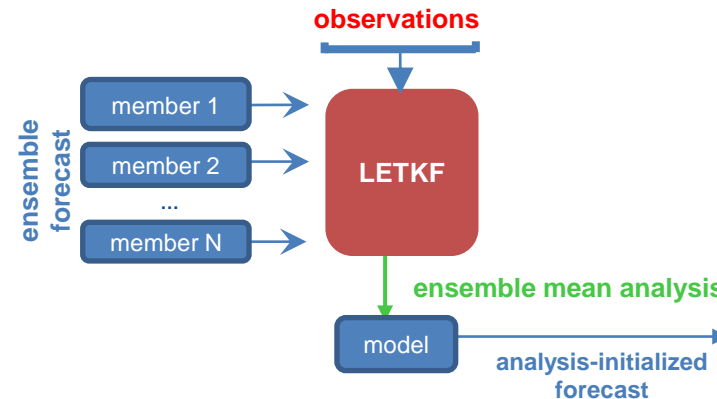 observations
ensemble
forecast
member 1
member 2
...
member N
LETKF
ensemble mean analysis
model
analysis-initialized
forecast